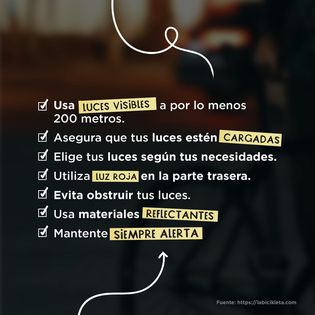 Usa LUCES VISIBLES a por lo menos
200 metros.
Asegura que tus luces estén CARGADAS
Elige tus luces según tus necesidades.
Utiliza LUZ ROJA en la parte trasera.
Evita obstruir tus luces.
Usa materiales REFLECTANTES
Mantente SIEMPRE ALERTA
Fuente: https://labicikleta.com